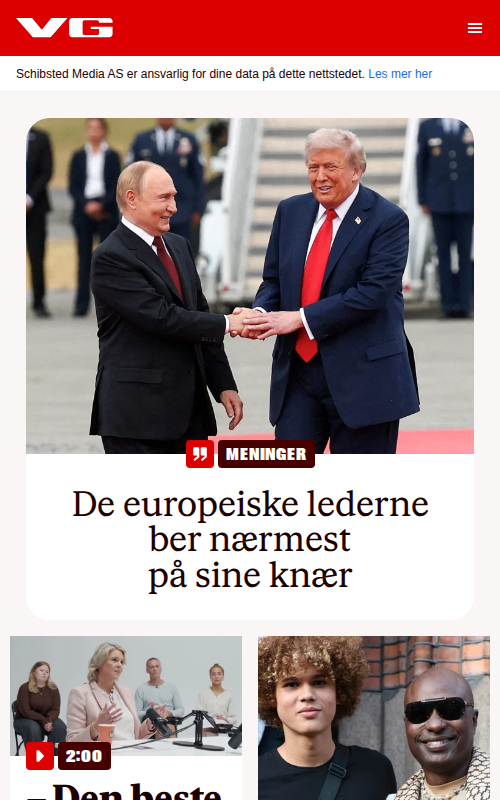 VG
Schibsted Media AS er ansvarlig for dine data på dette nettstedet. Les mer her
MENINGER
De europeiske lederne
ber nærmest
på sine knær
2:00
– Den beste